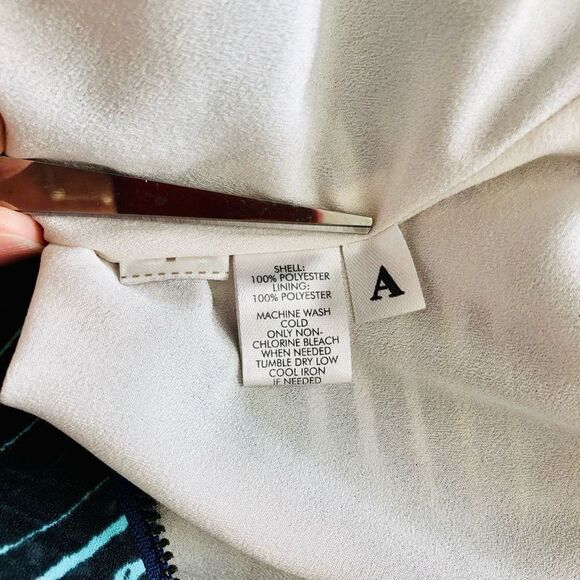 SHELL:
100% POLYESTER
LINING:
100% POLYESTER
MACHINE WASH
COLD
ONLY NON-
CHLORINE BLEACH
WHEN NEEDED
TUMBLE DRY LOW
COOL IRON
IF NEEDED
A